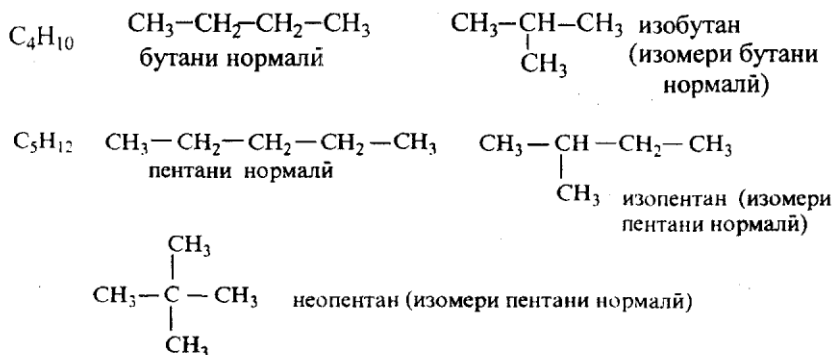 C₄H₁₀ CH₃—CH₂—CH₂—CH₃ CH₃—CH—CH₃ изобутан
бутани нормалӣ CH₃ (изомери бутани
нормалӣ)
C₅H₁₂ CH₃—CH₂—CH₂—CH₂—CH₃ CH₃—CH—CH₂—CH₃
пентани нормалӣ
CH₃ изопентан (изомери
пентани нормалӣ)
CH₃
CH₃—C—CH₃ неопентан (изомери пентани нормалӣ)
CH₃